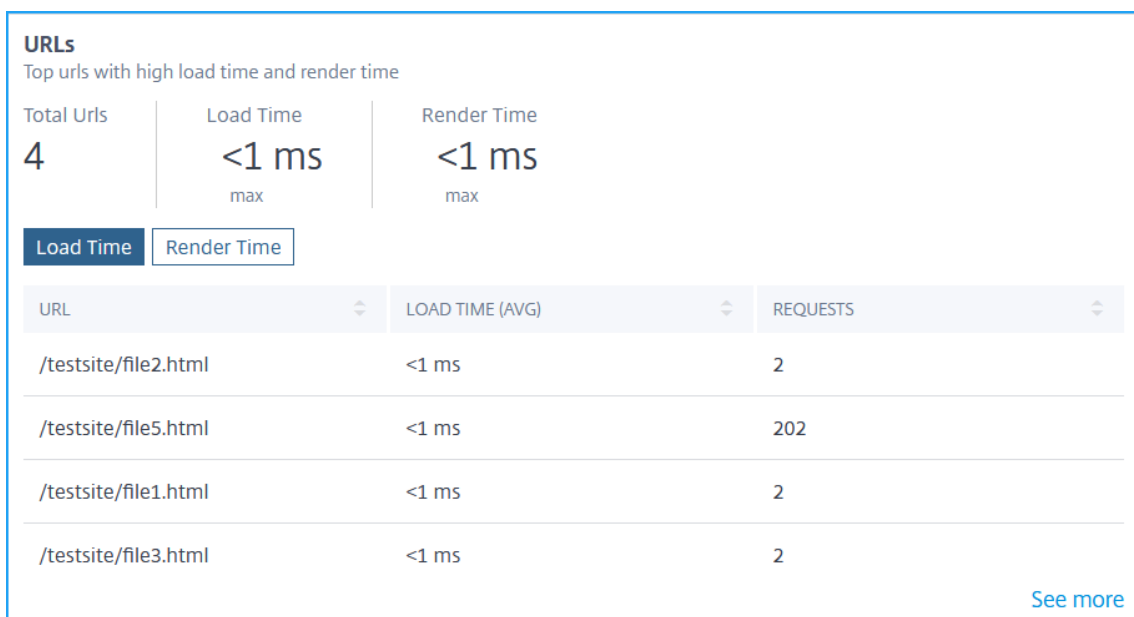 URLs
Top urls with high load time and render time
Total Urls Load Time Render Time
4 <1 ms <1 ms
max max
Load Time Render Time
URL LOAD TIME (AVG) REQUESTS
/testsite/file2.html <1 ms 2
/testsite/file5.html <1 ms 202
/testsite/file1.html <1 ms 2
/testsite/file3.html <1 ms 2
See more